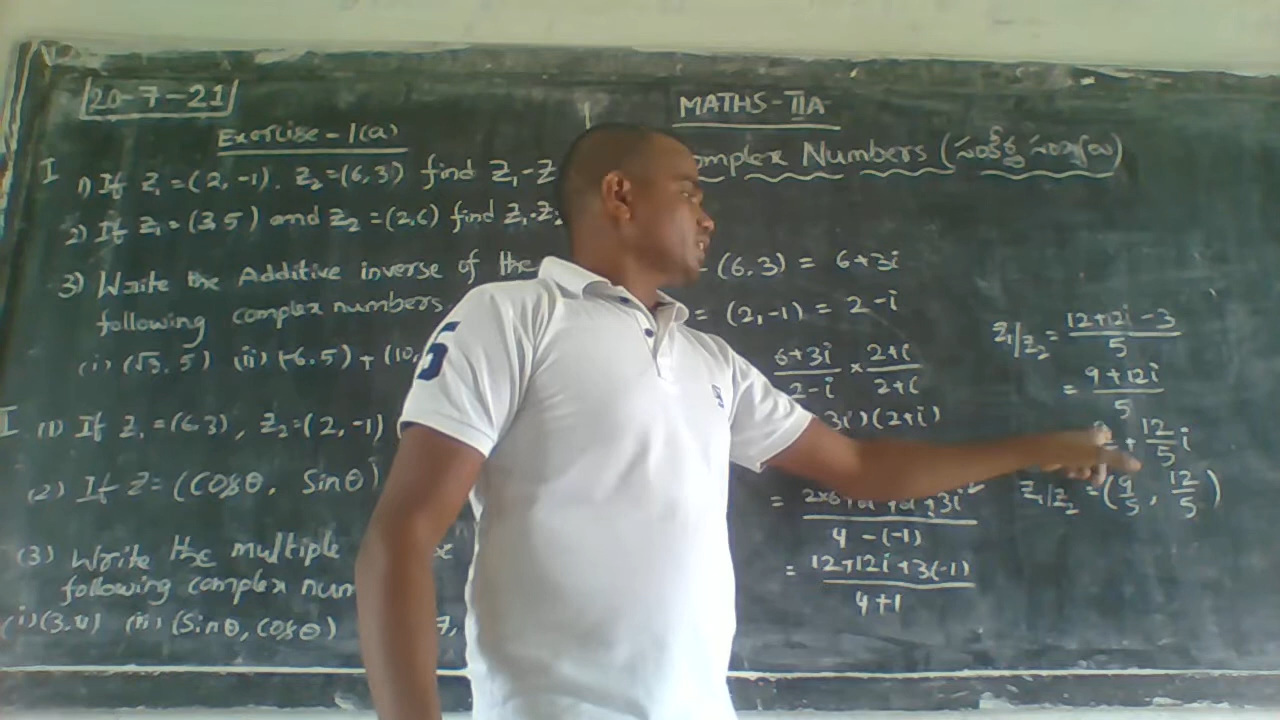 20-7-21
Exercise - 1(a)
I 1) If Z₁=(2,-1). Z₂=(6,3) find Z₁-Z
2) If Z₁=(3,5) and Z₂=(2,6) find Z₁.Z₂
3) Write the Additive inverse of the
following complex numbers.
(i) (√3, 5) (ii) (-6,5)+(10,
I (1) If Z₁=(6,3), Z₂=(2,-1)
(2) If Z=(Cosθ, Sinθ)
(3) Write the multiple
following complex num
(i)(3,4) (ii) (Sinθ, Cosθ) 7,
MATHS-IIA
omplex Numbers (సంకీర్ణ సంఖ్యలు)
(6,3) = 6+3i
= (2,-1) = 2-i
6+3i/2-i × 2+i/2+i
3i)(2+i)
= 3i²/4-(-1)
= 12+12i+3(-1)/4+1
Z₁/Z₂ = 12+12i-3/5
= 9+12i/5
+ 12/5 i
Z₁/Z₂ = (9/5, 12/5)